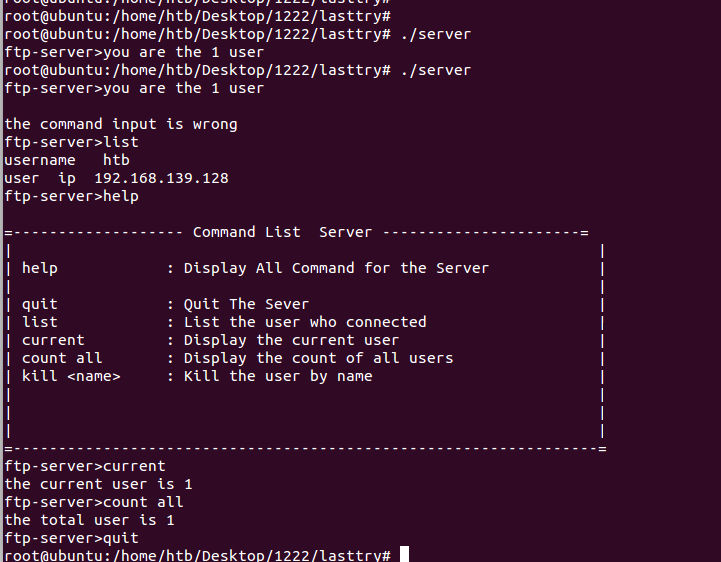 root@ubuntu:/home/htb/Desktop/1222/lasttry#
root@ubuntu:/home/htb/Desktop/1222/lasttry#
root@ubuntu:/home/htb/Desktop/1222/lasttry# ./server
ftp-server>you are the 1 user
root@ubuntu:/home/htb/Desktop/1222/lasttry# ./server
ftp-server>you are the 1 user

the command input is wrong
ftp-server>list
username   htb
user  ip  192.168.139.128
ftp-server>help

=------------------- Command List  Server ----------------------=
|                                                                 |
| help            : Display All Command for the Server            |
|                                                                 |
| quit            : Quit The Sever                                |
| list            : List the user who connected                   |
| current         : Display the current user                      |
| count all       : Display the count of all users                |
| kill <name>     : Kill the user by name                         |
|                                                                 |
|                                                                 |
|                                                                 |
=-----------------------------------------------------------------=
ftp-server>current
the current user is 1
ftp-server>count all
the total user is 1
ftp-server>quit
root@ubuntu:/home/htb/Desktop/1222/lasttry#